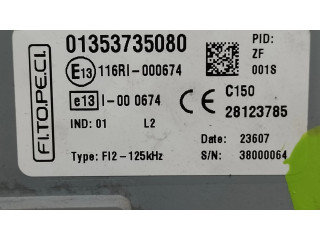 FI.TO.PE.CI.
01353735080
PID:
ZF
001S
E13 116RI-000674
e13 I-00 0674
CE
C150
28123785
IND: 01 L2
Date: 23607
Type: FI2-125kHz
S/N: 38000064